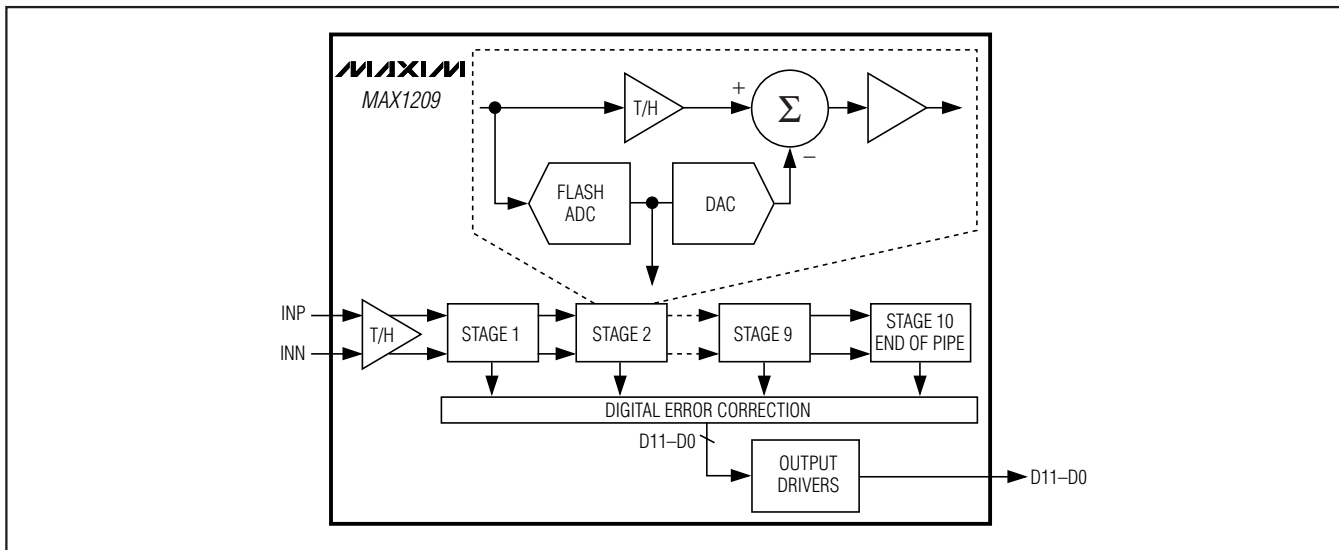 MAXIM
MAX1209
T/H
+
Σ
−
FLASH
ADC
DAC
INP
INN
T/H
STAGE 1
STAGE 2
STAGE 9
STAGE 10
END OF PIPE
DIGITAL ERROR CORRECTION
D11–D0
OUTPUT
DRIVERS
D11–D0